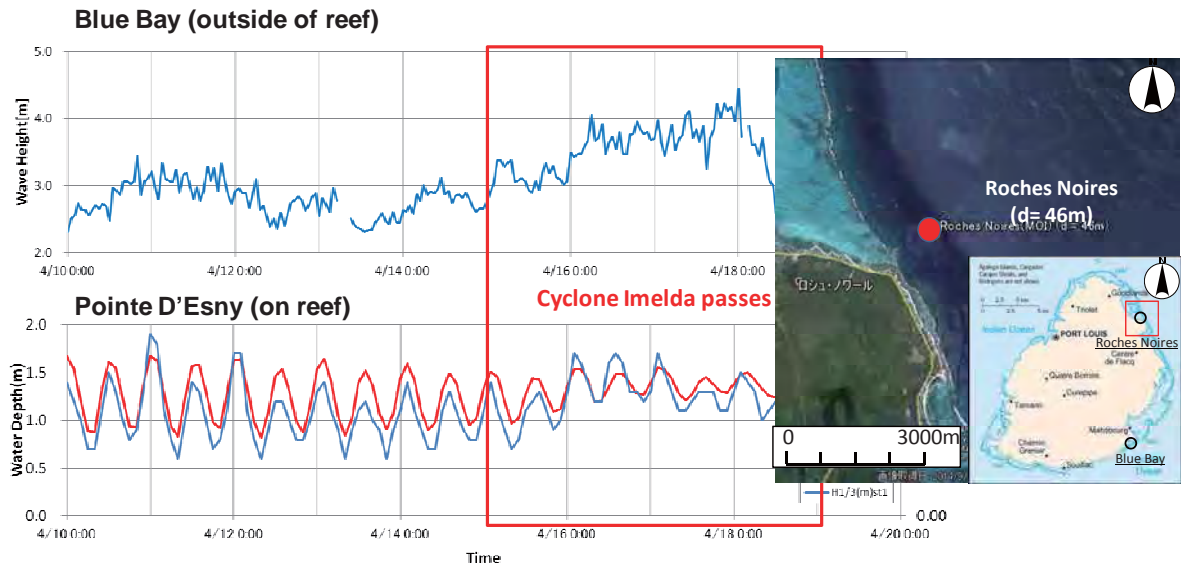 Blue Bay (outside of reef)
5.0
4.0
3.0
2.0
Wave Height[m]
4/10 0:00
4/12 0:00
4/14 0:00
4/16 0:00
4/18 0:00
Pointe D'Esny (on reef)
Cyclone Imelda passes
2.0
1.5
1.0
0.5
0.0
Water Depth(m)
4/10 0:00
4/12 0:00
4/14 0:00
4/16 0:00
4/18 0:00
4/20 0:00
Time
H1/3(m)st1
0.00
N
Roches Noires
(d= 46m)
Roches Noires(MOI) (d = 46m)
ロシュ・ノワール
0
3000m
N
Triolet
Goodlands
PORT LOUIS
Roches Noires
Centre
de Flacq
Quatre Bornes
Curepipe
Tamarin
Mahébourg
Chemin
Grenier
Souillac
Blue Bay